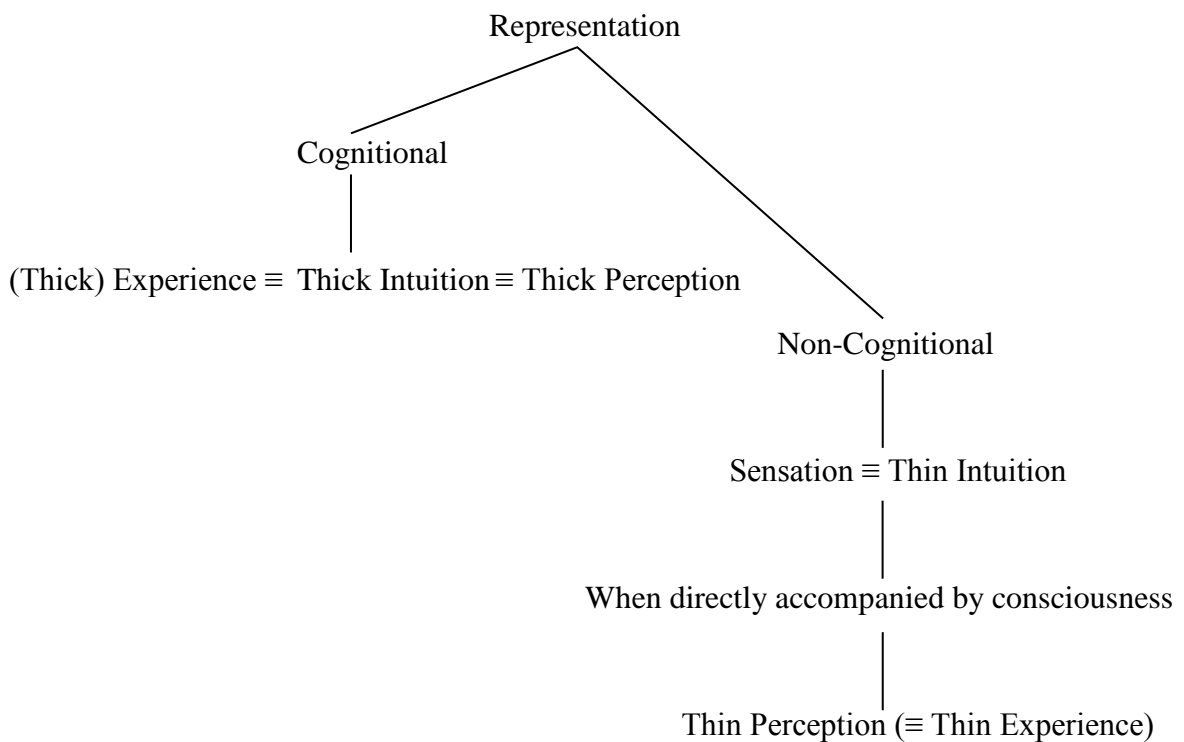 Representation
Cognitional
(Thick) Experience ≡ Thick Intuition ≡ Thick Perception
Non-Cognitional
Sensation ≡ Thin Intuition
When directly accompanied by consciousness
Thin Perception (≡ Thin Experience)